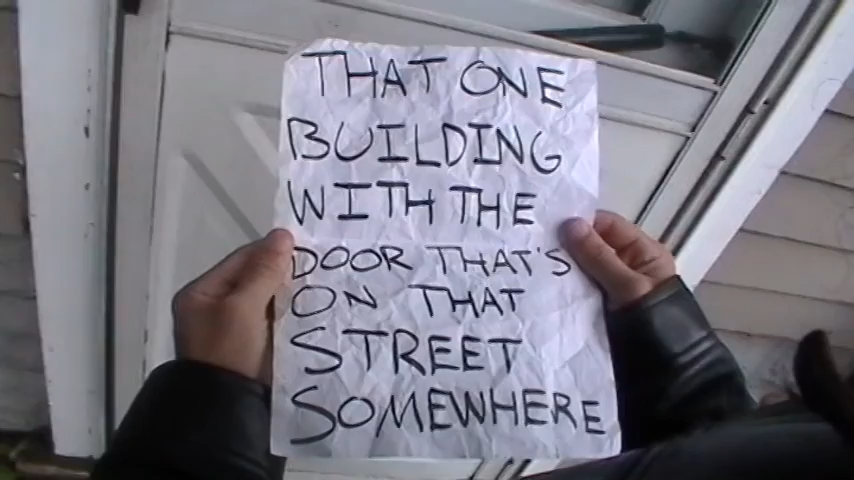 THAT ONE
BUILDING
WITH THE
DOOR THAT'S
ON THAT
STREET
SOMEWHERE